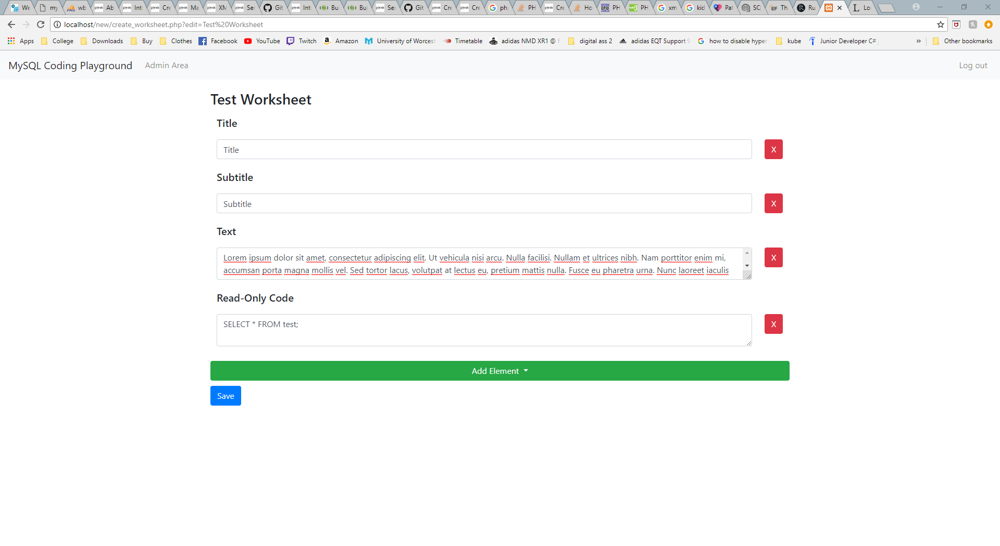 We my wb Ab Int Cre Ma XM Ser Git Int Bu Bu Ser Git Cre Cre php PH Cre Ho PH PH xm kid Pat SC Th Ru Lo
localhost/new/create_worksheet.php?edit=Test%20Worksheet
Apps College Downloads Buy Clothes Facebook YouTube Twitch Amazon University of Worcest Timetable adidas NMD XR1 @ F digital ass 2 adidas EQT Support 9 how to disable hyper kube Junior Developer C# » Other bookmarks
MySQL Coding Playground Admin Area Log out
Test Worksheet
Title
Title X
Subtitle
Subtitle X
Text
Lorem ipsum dolor sit amet, consectetur adipiscing elit. Ut vehicula nisi arcu. Nulla facilisi. Nullam et ultrices nibh. Nam porttitor enim mi, X
accumsan porta magna mollis vel. Sed tortor lacus, volutpat at lectus eu, pretium mattis nulla. Fusce eu pharetra urna. Nunc laoreet iaculis
Read-Only Code
SELECT * FROM test; X
Add Element
Save